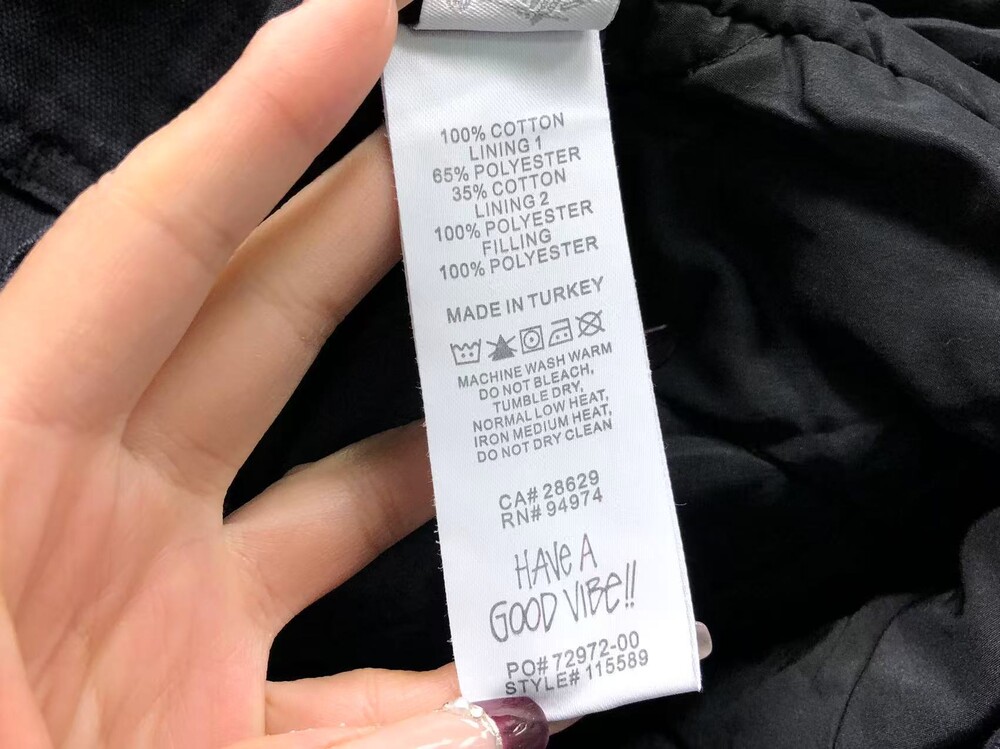 100% COTTON
LINING 1
65% POLYESTER
35% COTTON
LINING 2
100% POLYESTER
FILLING
100% POLYESTER
MADE IN TURKEY
MACHINE WASH WARM
DO NOT BLEACH,
TUMBLE DRY,
NORMAL LOW HEAT,
IRON MEDIUM HEAT,
DO NOT DRY CLEAN
CA# 28629
RN# 94974
HAVE A
GOOD VIBE!!
PO# 72972-00
STYLE# 115589